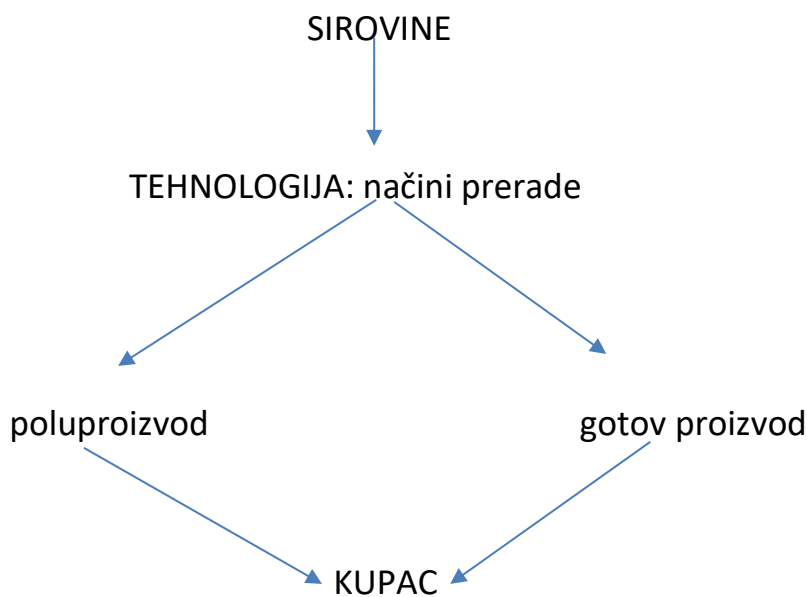 SIROVINE
TEHNOLOGIJA: načini prerade
poluproizvod
gotov proizvod
KUPAC